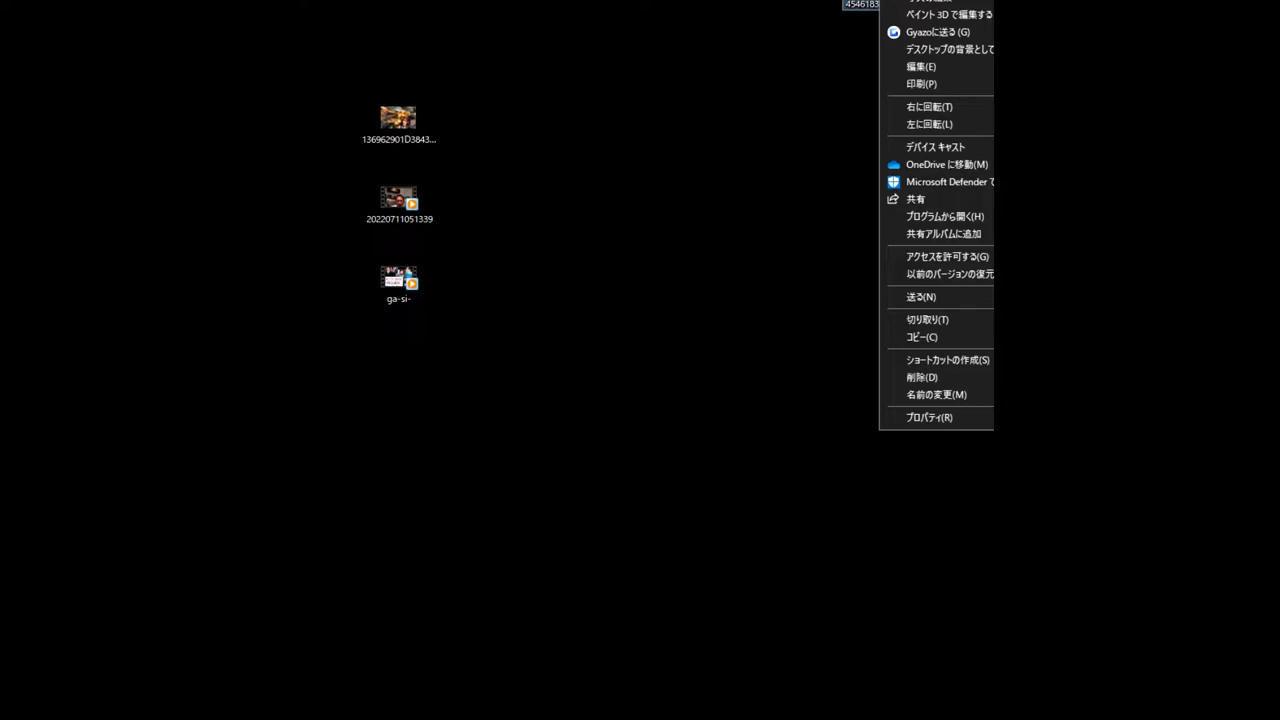 4546183
ペイント 3D で編集する
Gyazoに送る (G)
デスクトップの背景として
編集(E)
印刷(P)
右に回転(T)
左に回転(L)
デバイス キャスト
OneDrive に移動(M)
Microsoft Defender で
共有
プログラムから開く(H)
共有アルバムに追加
アクセスを許可する(G)
以前のバージョンの復元
送る(N)
切り取り(T)
コピー(C)
ショートカットの作成(S)
削除(D)
名前の変更(M)
プロパティ(R)
136962901D3843...
20220711051339
ga-si-